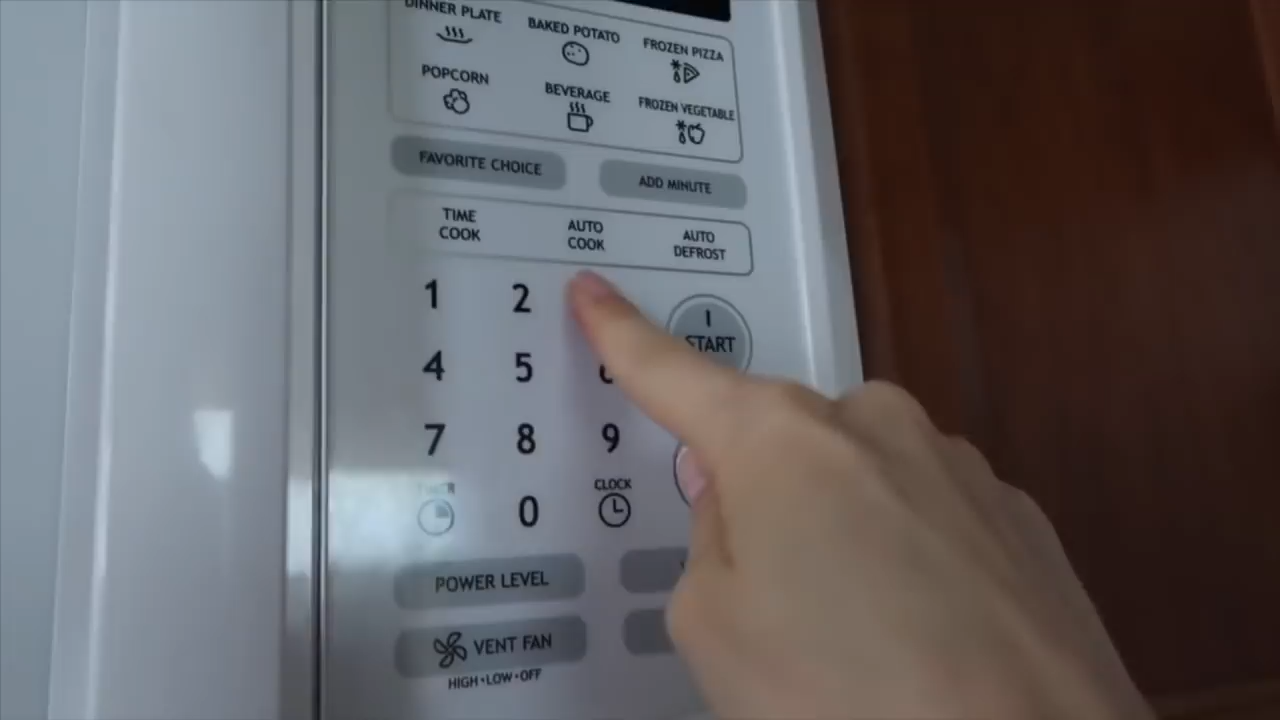 DINNER PLATE
BAKED POTATO
FROZEN PIZZA
POPCORN
BEVERAGE
FROZEN VEGETABLE
FAVORITE CHOICE
ADD MINUTE
TIME
COOK
AUTO
COOK
AUTO
DEFROST
1 2
START
4 5
7 8 9
TIMER
0
CLOCK
POWER LEVEL
VENT FAN
HIGH•LOW•OFF